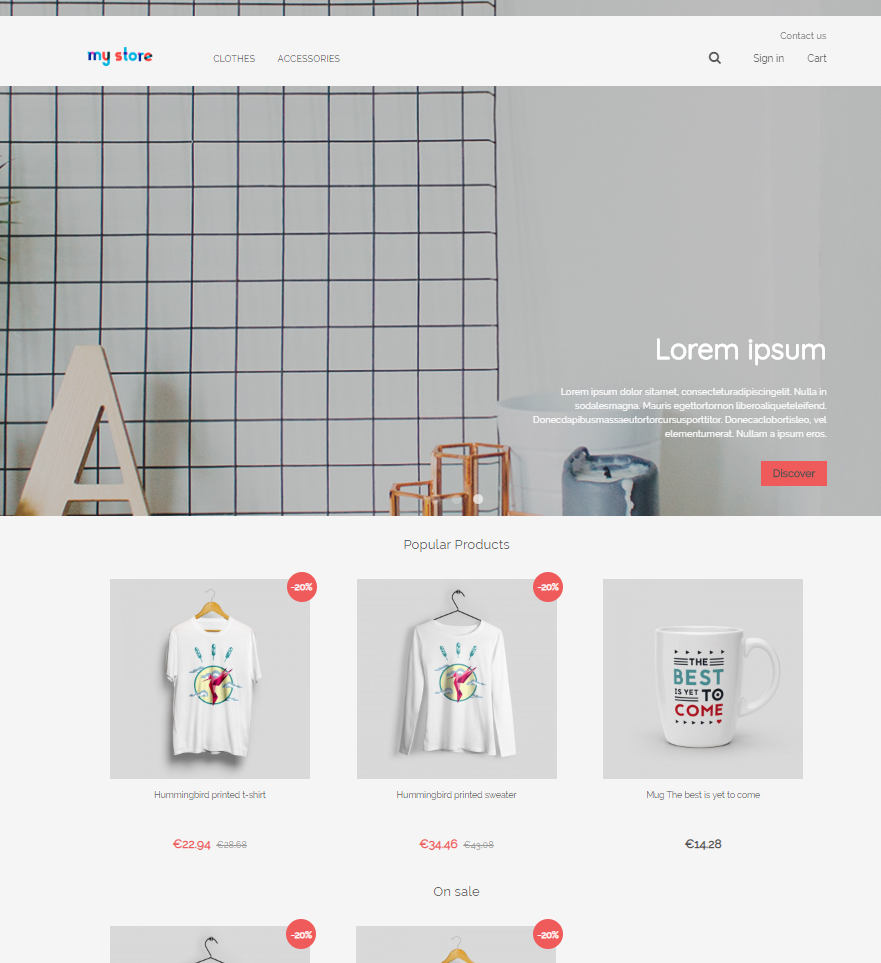 Contact us
my store
CLOTHES
ACCESSORIES
Sign in
Cart
Lorem ipsum
Lorem ipsum dolor sitamet, consecteturadipiscingelit. Nulla in
sodalesmagna. Mauris egettortornon liberoaliqueteleifend.
Donecdapibusmassaeutortorcursusporttitor. Donecaclobortisleo, vel
elementumerat. Nullam a ipsum eros.
Discover
A
Popular Products
-20%
-20%
THE
BEST
IS YET TO
COME
Hummingbird printed t-shirt
Hummingbird printed sweater
Mug The best is yet to come
€22.94 €28.68
€34.46 €43.08
€14.28
On sale
-20%
-20%